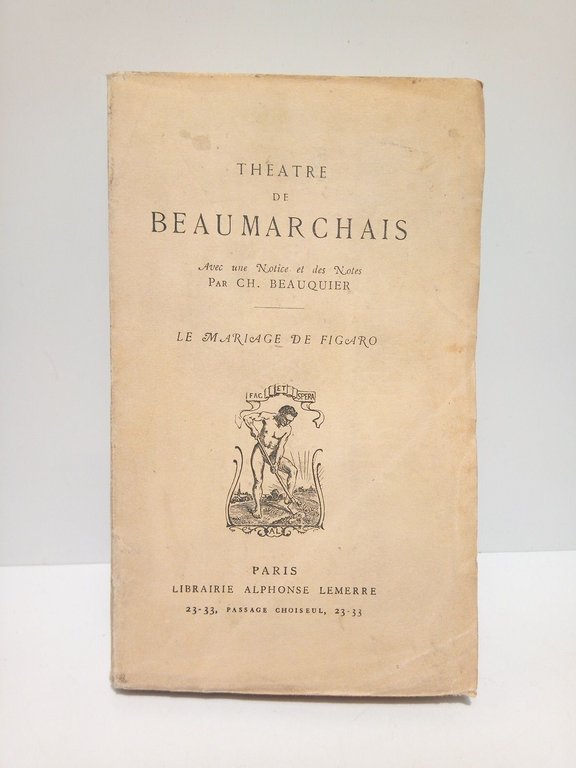 THÉATRE
DE
BEAUMARCHAIS
Avec une Notice et des Notes
PAR CH. BEAUQUIER
LE MARIAGE DE FIGARO
FAC ET SPERA
AL
PARIS
LIBRAIRIE ALPHONSE LEMERRE
23-33, PASSAGE CHOISEUL, 23-33